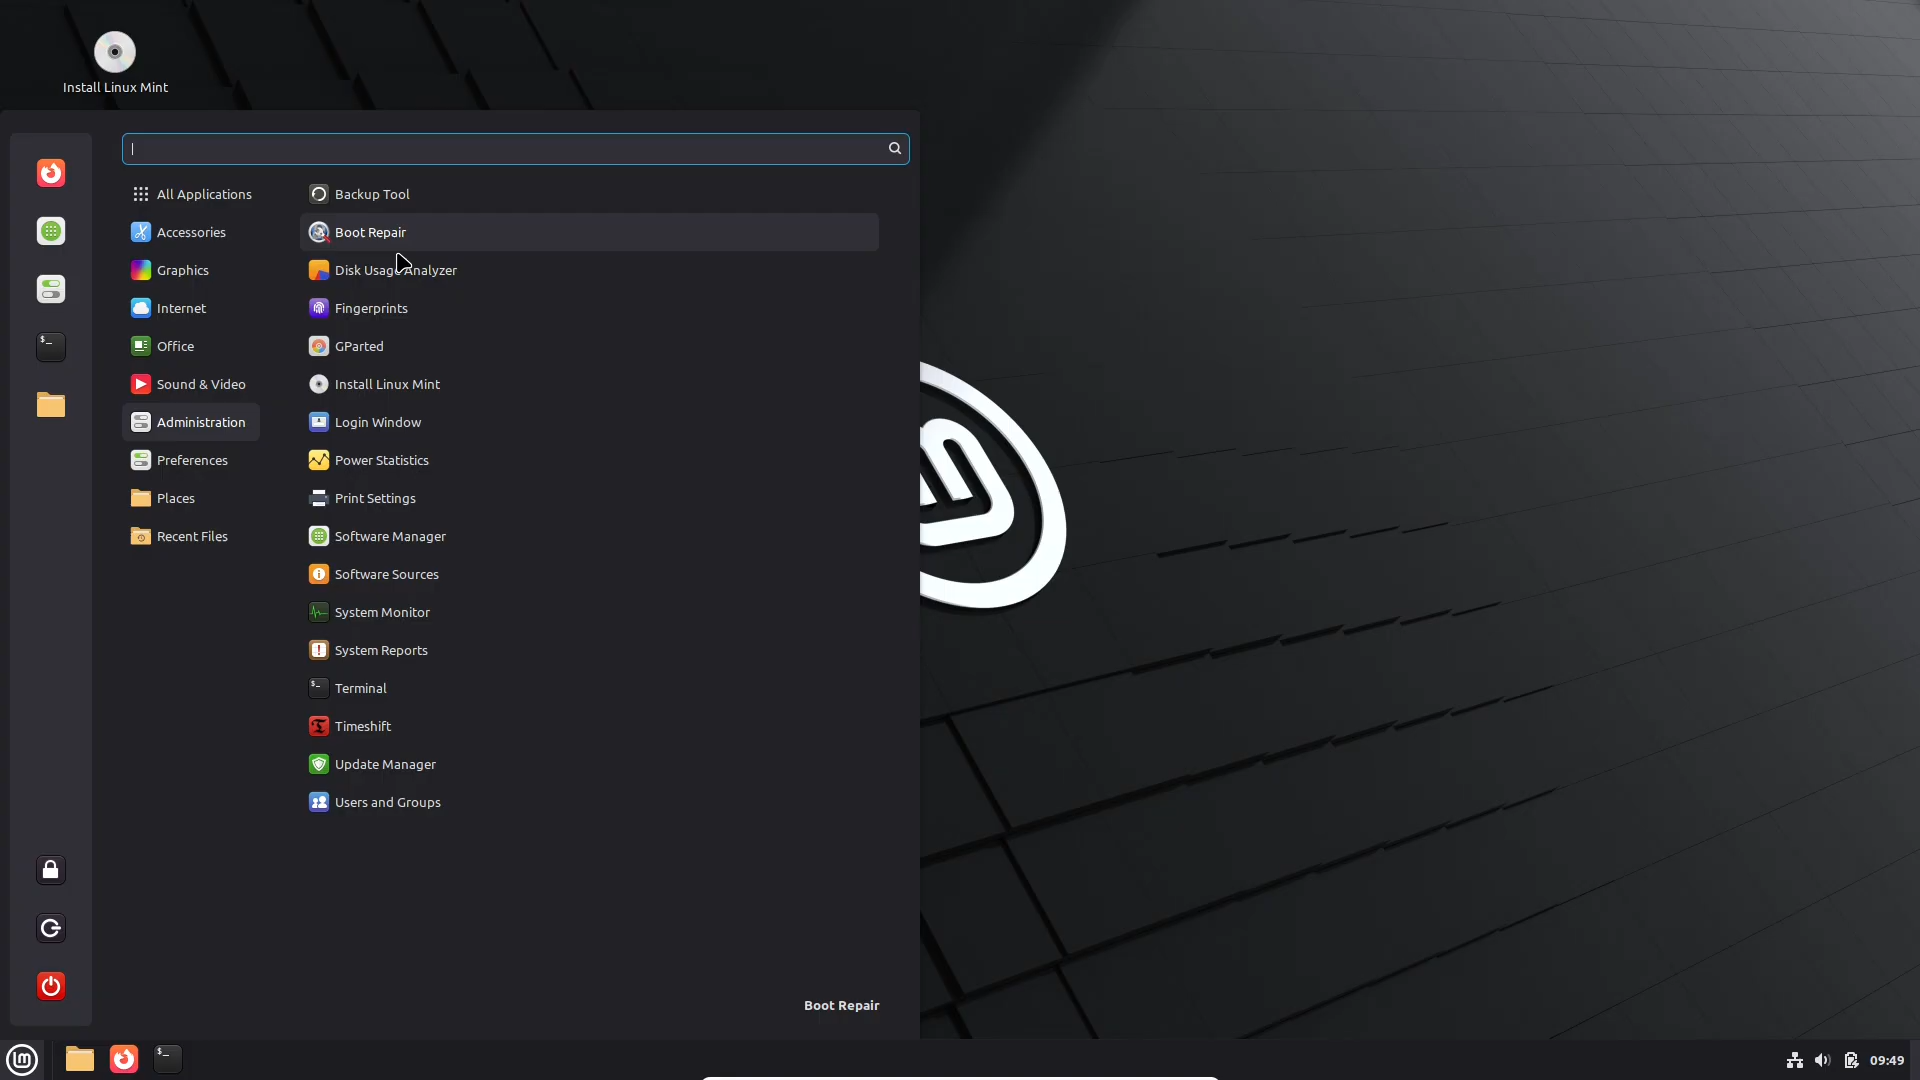 Install Linux Mint
All Applications
Accessories
Graphics
Internet
Office
Sound & Video
Administration
Preferences
Places
Recent Files
Backup Tool
Boot Repair
Disk Usage Analyzer
Fingerprints
GParted
Install Linux Mint
Login Window
Power Statistics
Print Settings
Software Manager
Software Sources
System Monitor
System Reports
Terminal
Timeshift
Update Manager
Users and Groups
Boot Repair
09:49